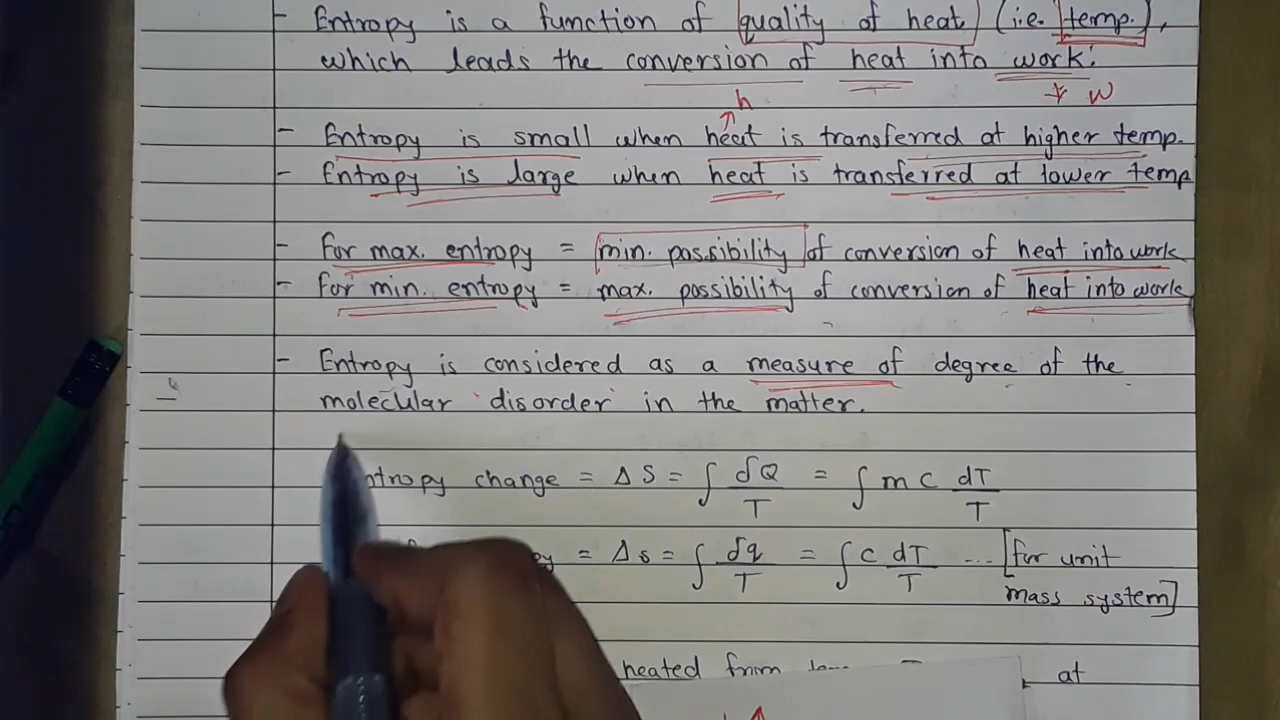 - Entropy is a function of quality of heat (i.e. temp.),
which leads the conversion of heat into work.
h
W
- Entropy is small when heat is transferred at higher temp.
- Entropy is large when heat is transferred at lower temp
- For max. entropy = min. possibility of conversion of heat into work
- For min. entropy = max. possibility of conversion of heat into work
- Entropy is considered as a measure of degree of the
molecular disorder in the matter.
ntropy change = ΔS = ∫ δQ/T = ∫ m c dT/T
= Δs = ∫ δq/T = ∫ c dT/T ... [for unit
mass system]
heated from at